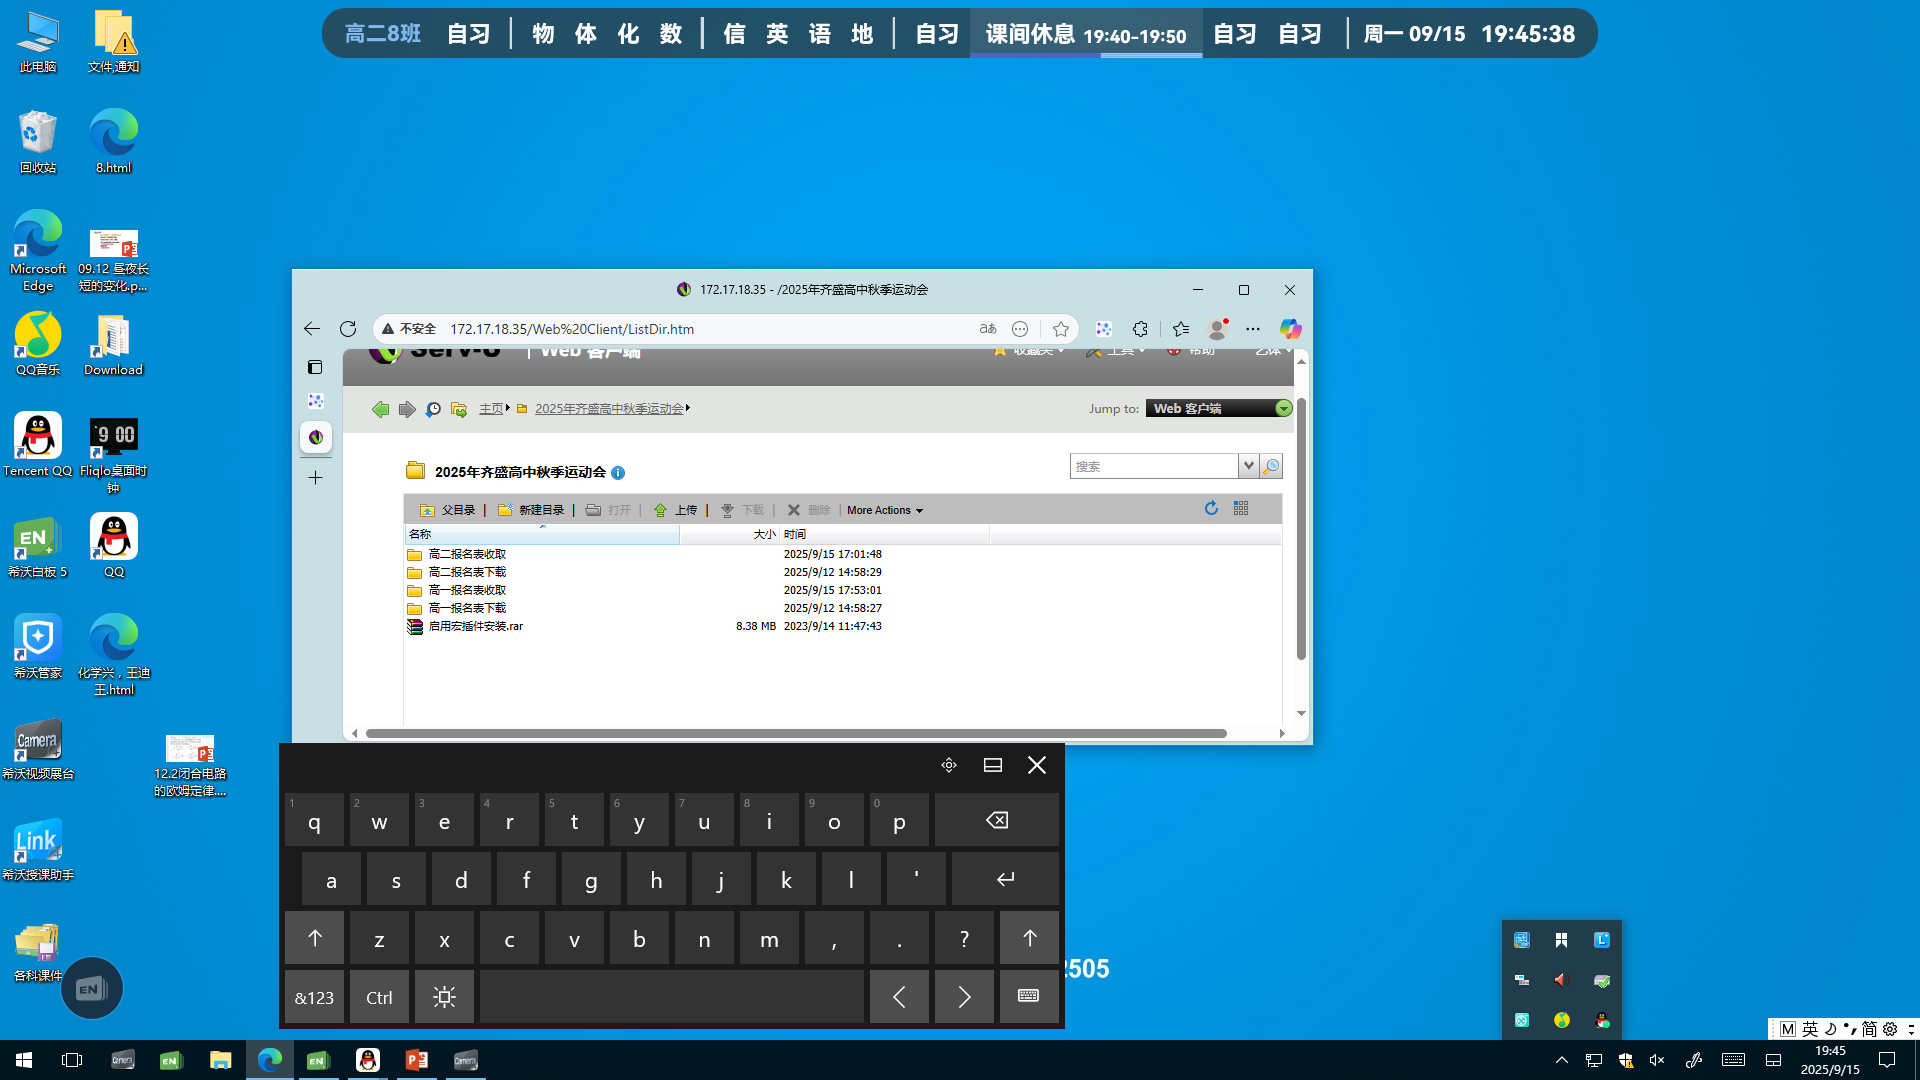 高二8班 自习 | 物 体 化 数 | 信 英 语 地 | 自习 课间休息 19:40-19:50 自习 自习 | 周一 09/15 19:45:38
此电脑
文件,通知
回收站
8.html
Microsoft Edge
09.12 昼夜长
短的变化.p...
QQ音乐
Download
Tencent QQ
Fliqlo桌面时
钟
希沃白板 5
QQ
希沃管家
化学兴，王迪
王.html
希沃视频展台
12.2闭合电路
的欧姆定律....
希沃授课助手
各科课件
172.17.18.35 - /2025年齐盛高中秋季运动会
不安全 172.17.18.35/Web%20Client/ListDir.htm
Serv-U | Web 客户端 收藏夹 工具 帮助
主页 2025年齐盛高中秋季运动会 Jump to: Web 客户端
2025年齐盛高中秋季运动会 搜索
父目录 | 新建目录 | 打开 | 上传 | 下载 | 删除 | More Actions
名称 大小 时间
高二报名表收取 2025/9/15 17:01:48
高二报名表下载 2025/9/12 14:58:29
高一报名表收取 2025/9/15 17:53:01
高一报名表下载 2025/9/12 14:58:27
启用宏插件安装.rar 8.38 MB 2023/9/14 11:47:43
1 2 3 4 5 6 7 8 9 0
q w e r t y u i o p
a s d f g h j k l '
z x c v b n m , . ?
&123 Ctrl
2505
M 英 简
19:45
2025/9/15